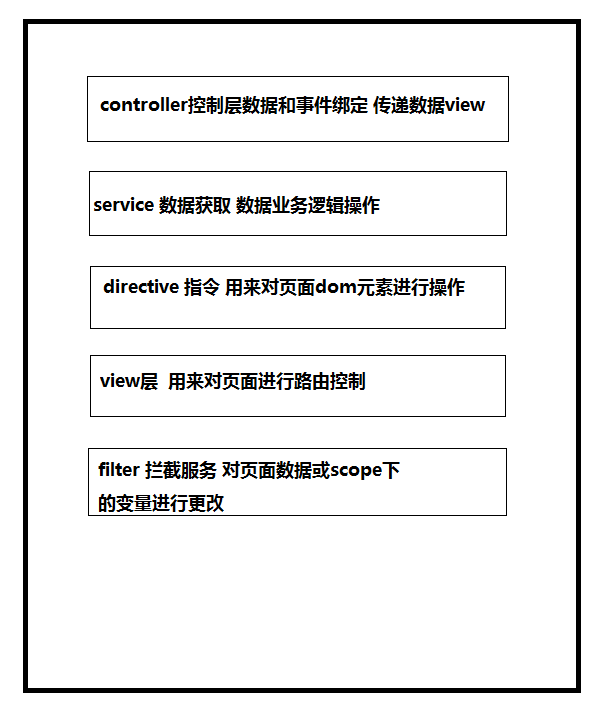 controller控制层数据和事件绑定 传递数据view
service 数据获取 数据业务逻辑操作
directive 指令 用来对页面dom元素进行操作
view层 用来对页面进行路由控制
filter 拦截服务 对页面数据或scope下
的变量进行更改